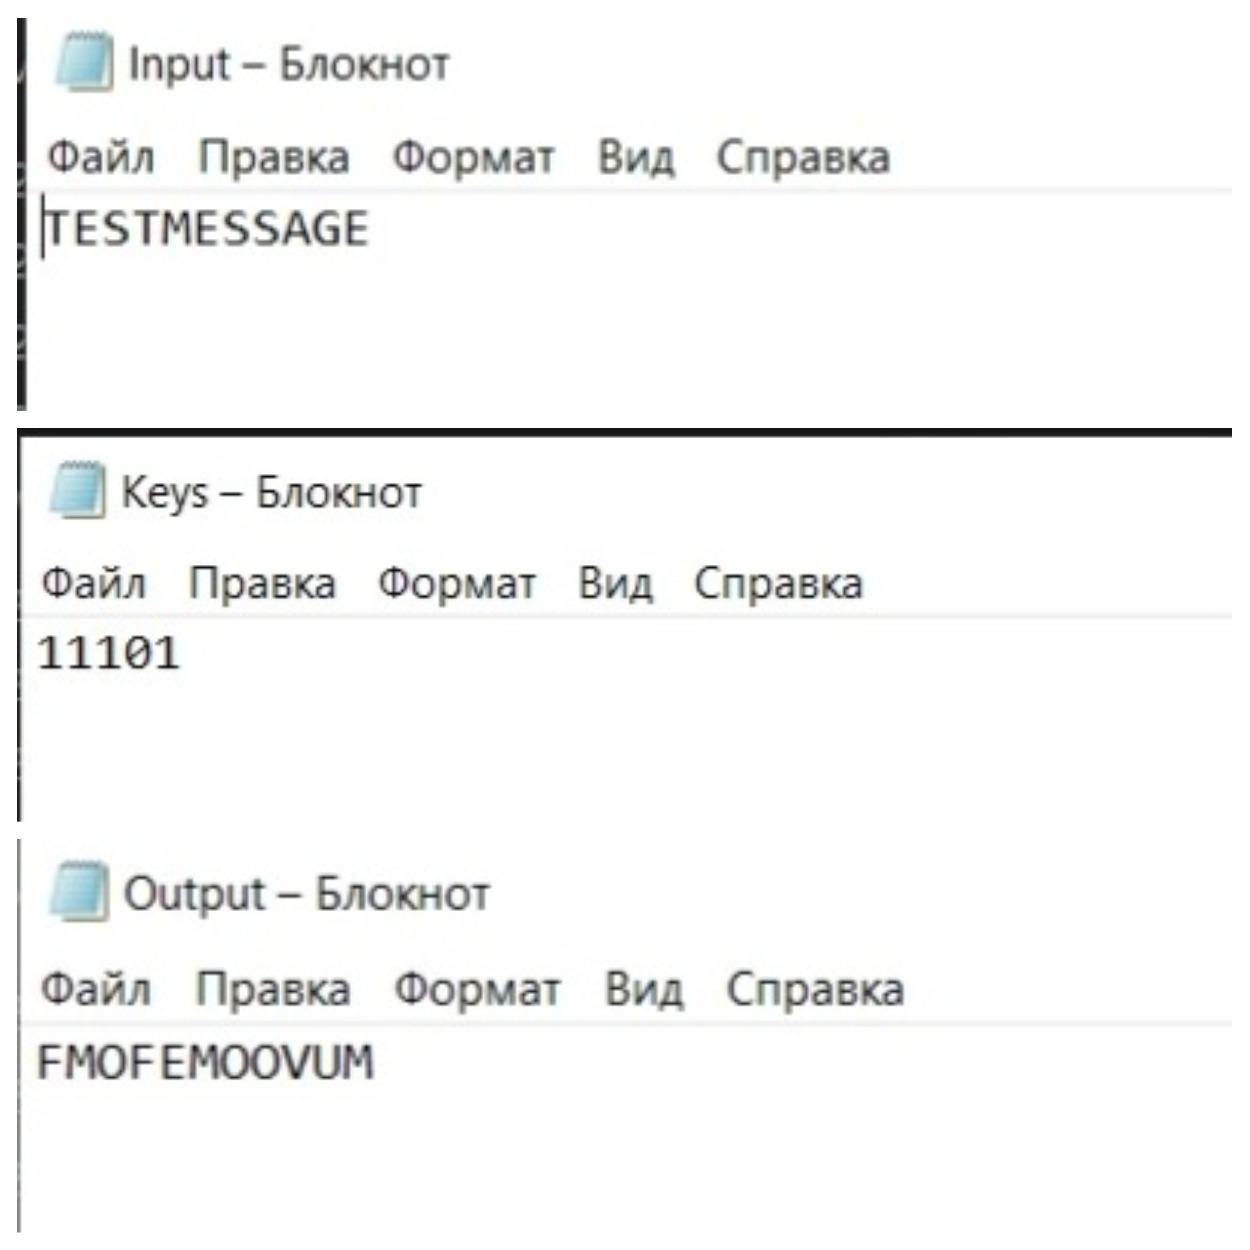 Input – Блокнот
Файл Правка Формат Вид Справка
TESTMESSAGE
Keys – Блокнот
Файл Правка Формат Вид Справка
11101
Output – Блокнот
Файл Правка Формат Вид Справка
FMOFEMOOVUM